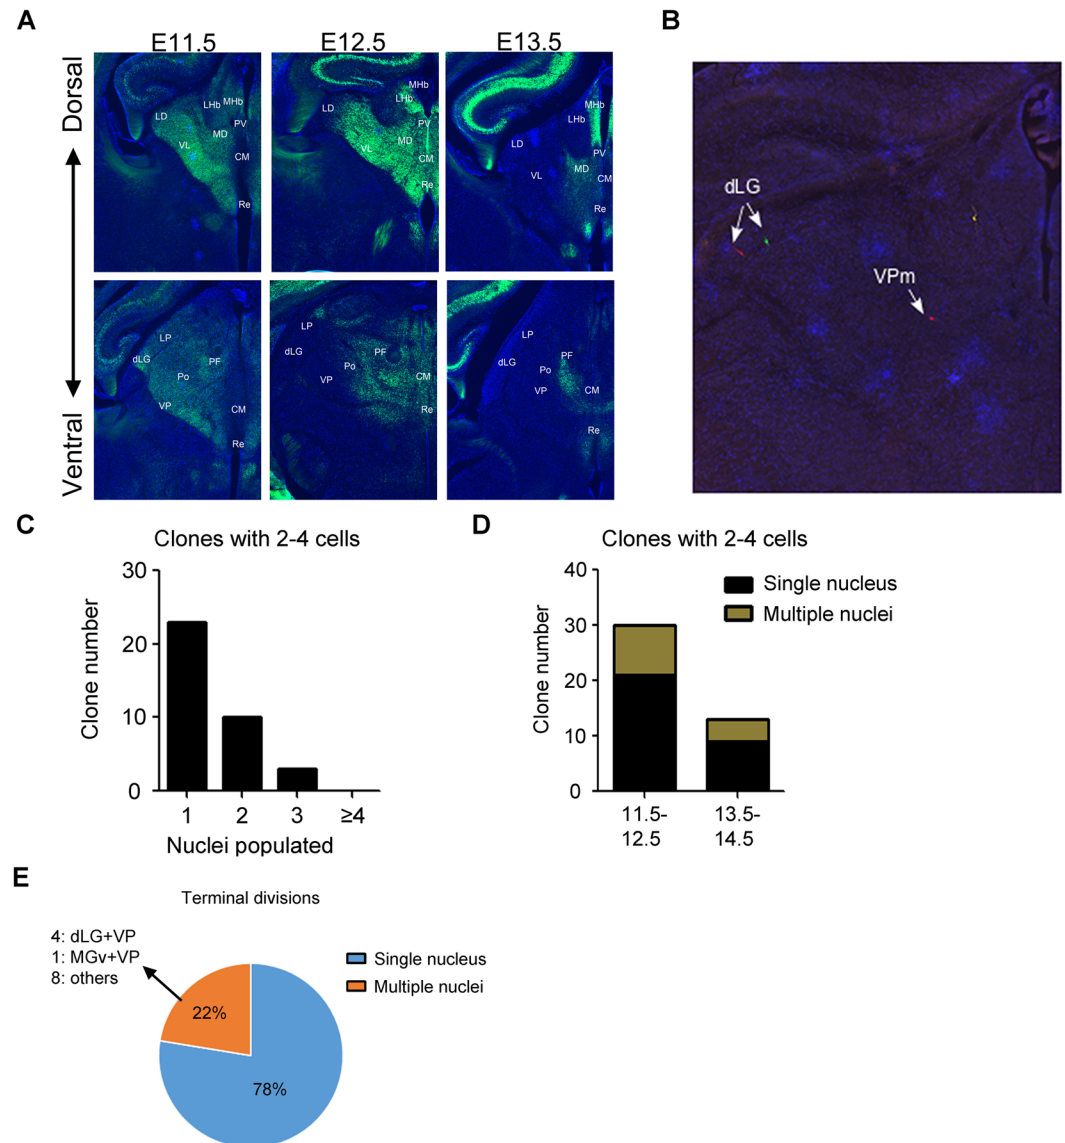 A
E11.5
E12.5
E13.5
Dorsal
Ventral
LD
VL
LHb
MHb
MD
PV
CM
Re
LD
VL
MHb
LHb
PV
MD
CM
Re
MHb
LHb
LD
VL
PV
MD
CM
Re
LP
dLG
Po
PF
VP
CM
Re
LP
dLG
Po
PF
VP
CM
Re
LP
dLG
PF
Po
VP
CM
Re
B
dLG
VPm
C
Clones with 2-4 cells
Clone number
30
20
10
0
1 2 3 ≥4
Nuclei populated
D
Clones with 2-4 cells
Clone number
40
30
20
10
0
11.5-
12.5
13.5-
14.5
Single nucleus
Multiple nuclei
E
Terminal divisions
4: dLG+VP
1: MGv+VP
8: others
22%
78%
Single nucleus
Multiple nuclei